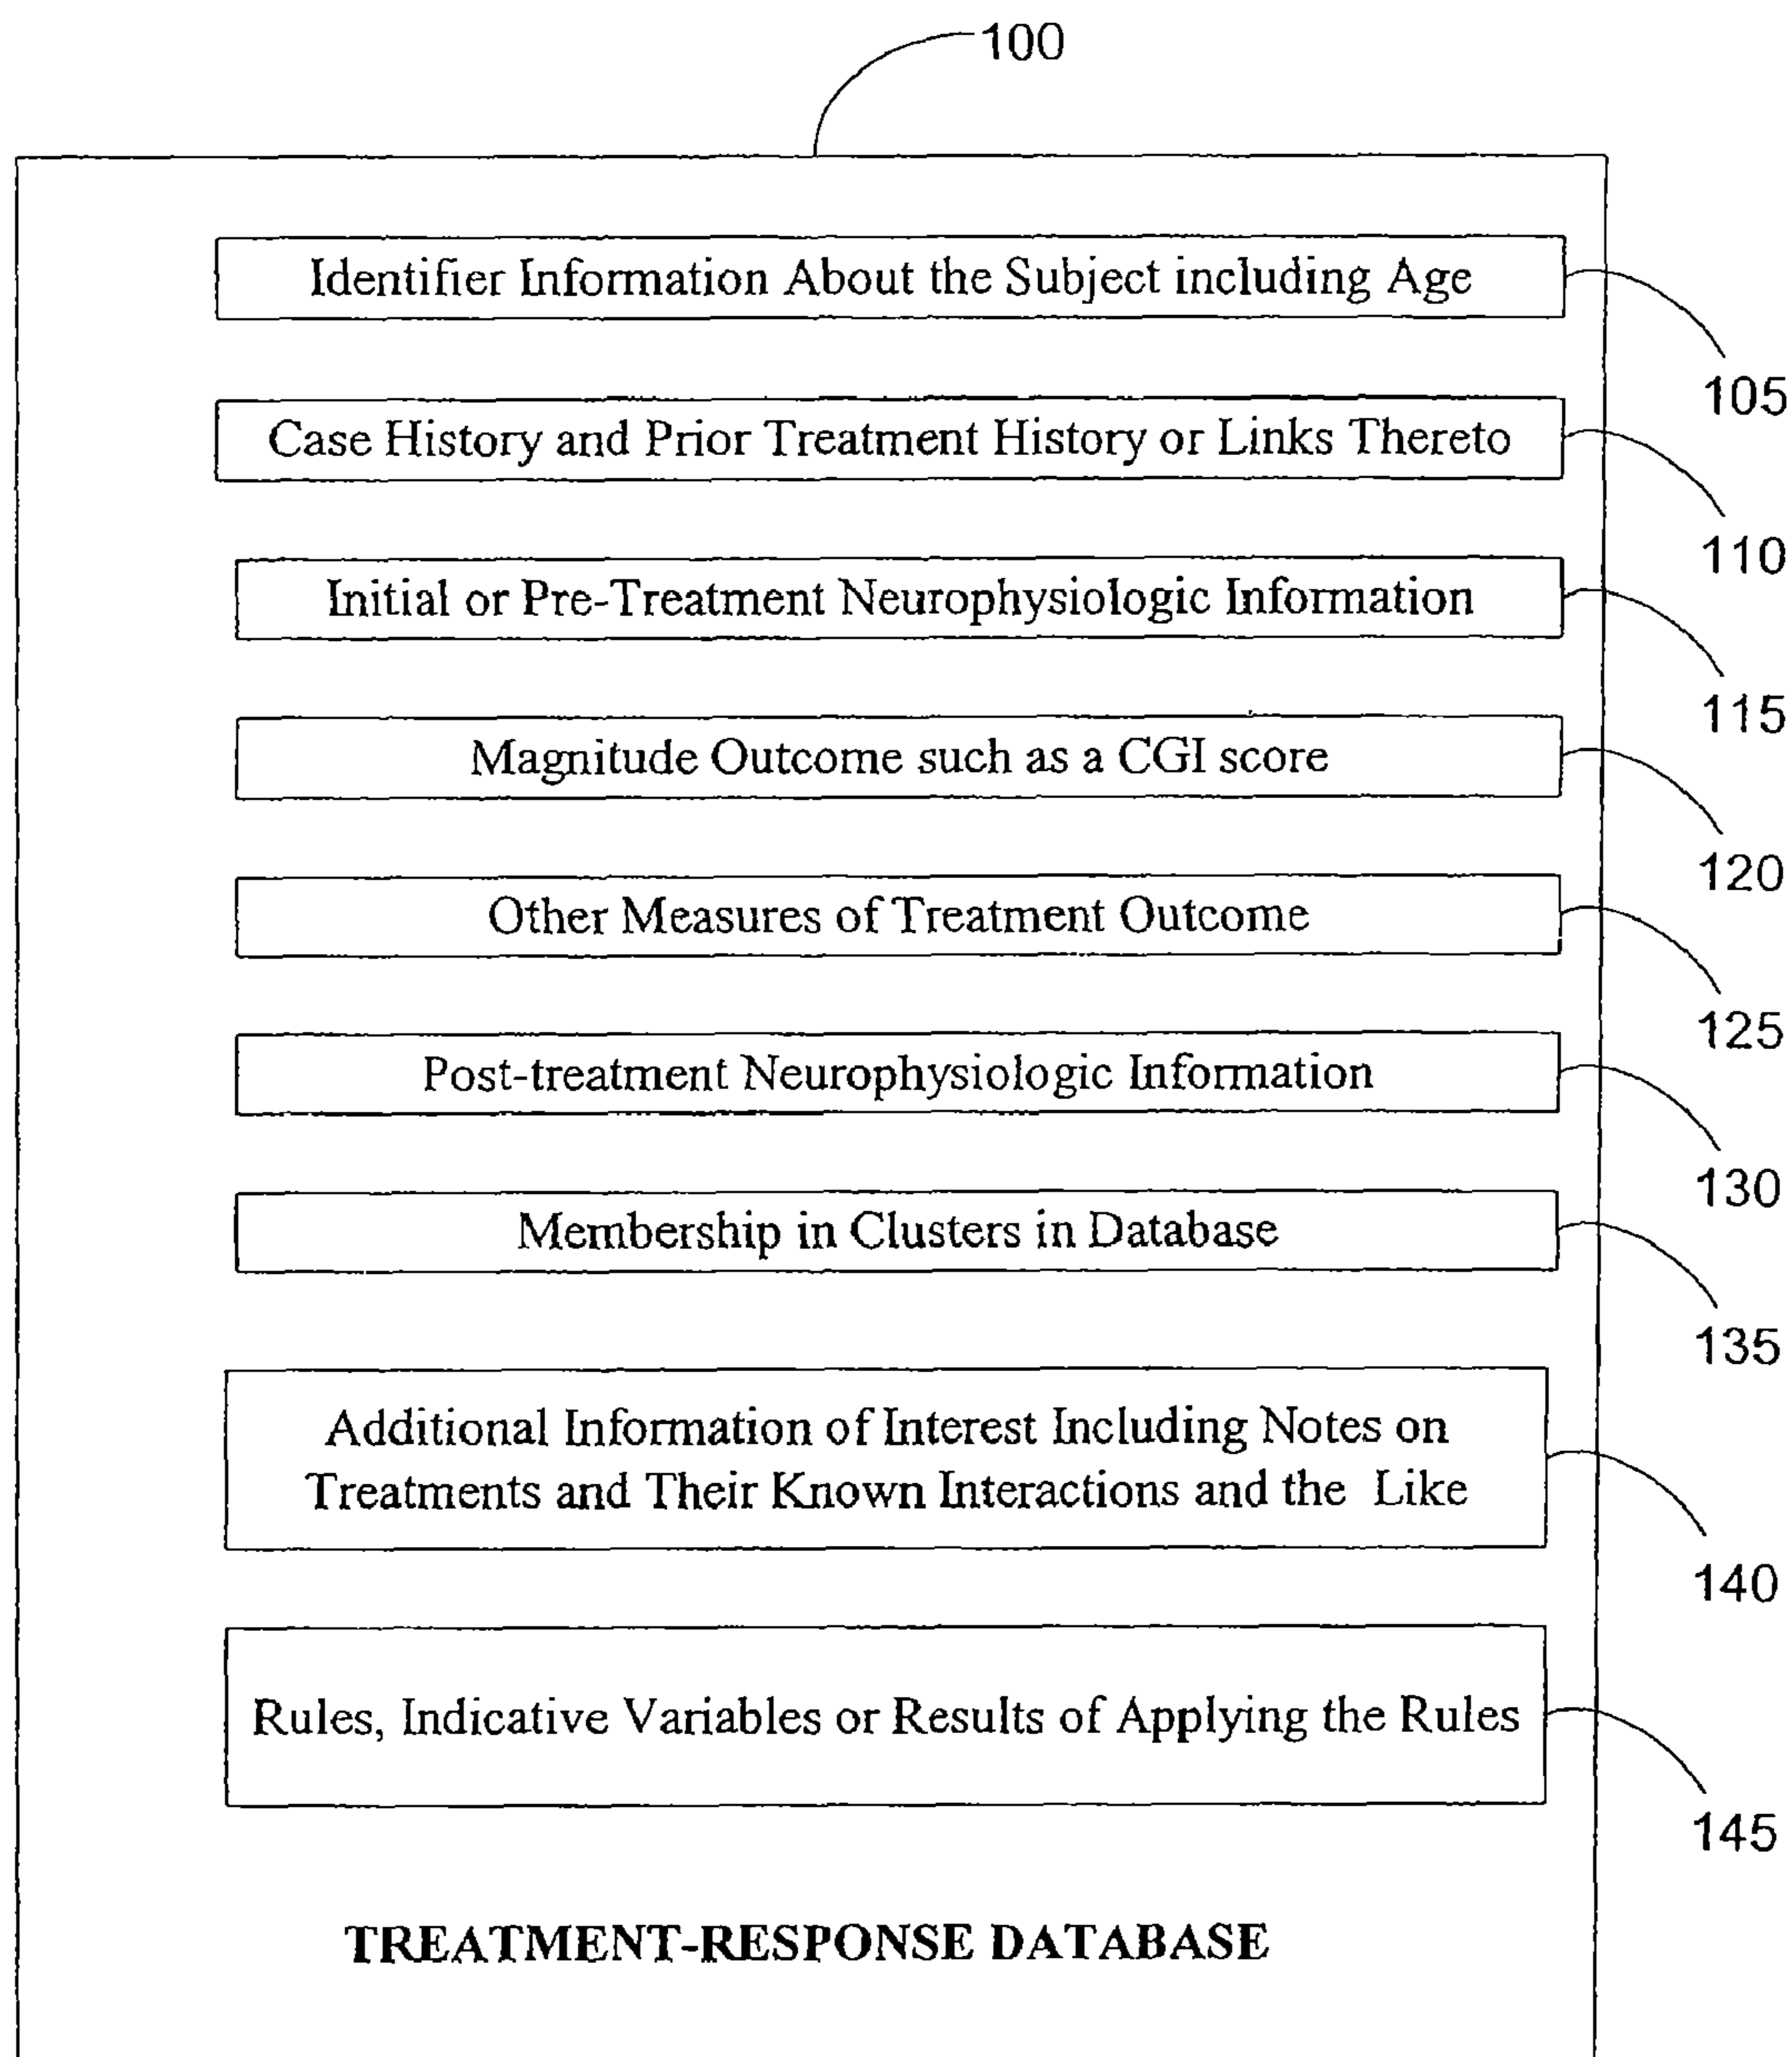 100
Identifier Information About the Subject including Age
105
Case History and Prior Treatment History or Links Thereto
110
Initial or Pre-Treatment Neurophysiologic Information
115
Magnitude Outcome such as a CGI score
120
Other Measures of Treatment Outcome
125
Post-treatment Neurophysiologic Information
130
Membership in Clusters in Database
135
Additional Information of Interest Including Notes on
Treatments and Their Known Interactions and the Like
140
Rules, Indicative Variables or Results of Applying the Rules
145
TREATMENT-RESPONSE DATABASE